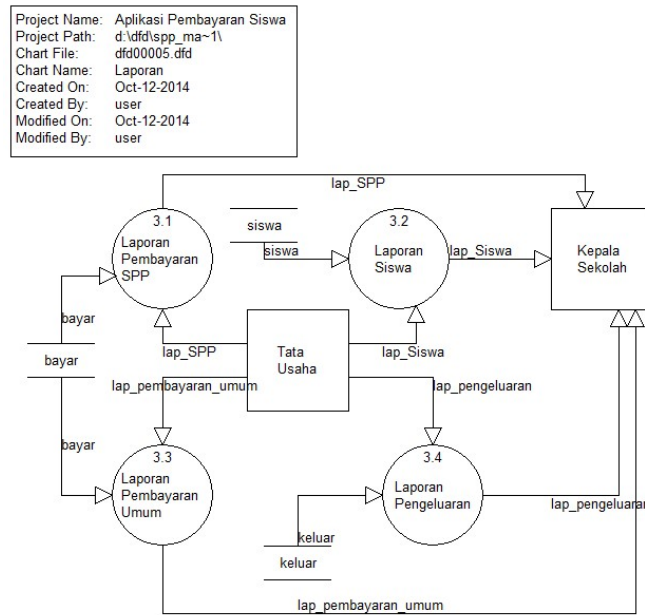 Project Name: Aplikasi Pembayaran Siswa
Project Path: d:\dfd\spp_ma~1\
Chart File: dfd00005.dfd
Chart Name: Laporan
Created On: Oct-12-2014
Created By: user
Modified On: Oct-12-2014
Modified By: user
lap_SPP
3.1
Laporan
Pembayaran
SPP
siswa
siswa
3.2
Laporan
Siswa
lap_Siswa
Kepala
Sekolah
bayar
bayar
bayar
lap_SPP
Tata
Usaha
lap_Siswa
lap_pembayaran_umum
lap_pengeluaran
3.3
Laporan
Pembayaran
Umum
3.4
Laporan
Pengeluaran
lap_pengeluaran
keluar
keluar
lap_pembayaran_umum